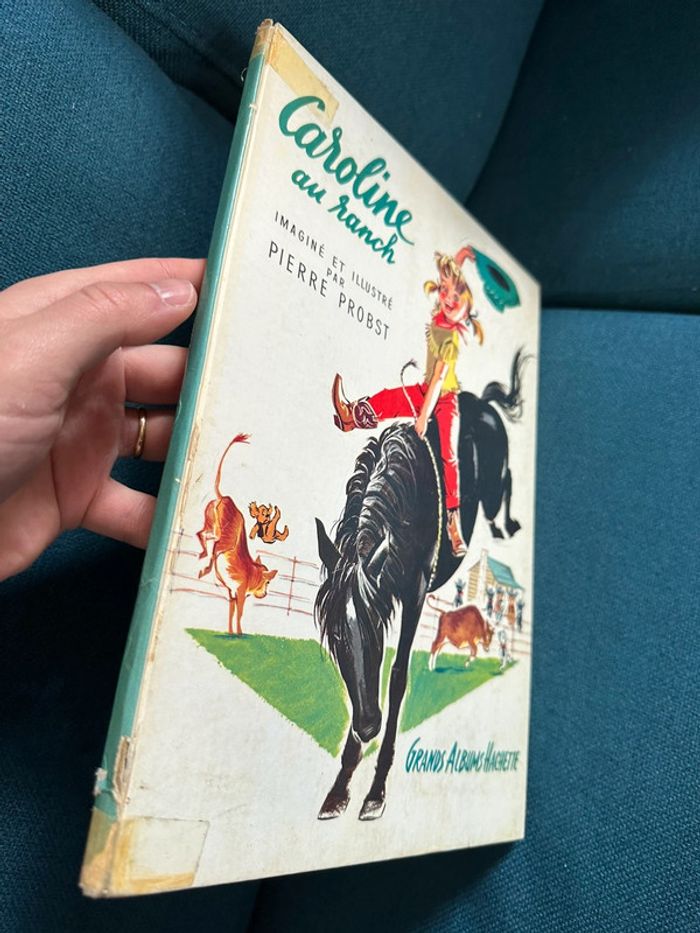 Caroline
au ranch
IMAGINÉ ET ILLUSTRÉ
PAR
PIERRE PROBST
GRANDS ALBUMS HACHETTE